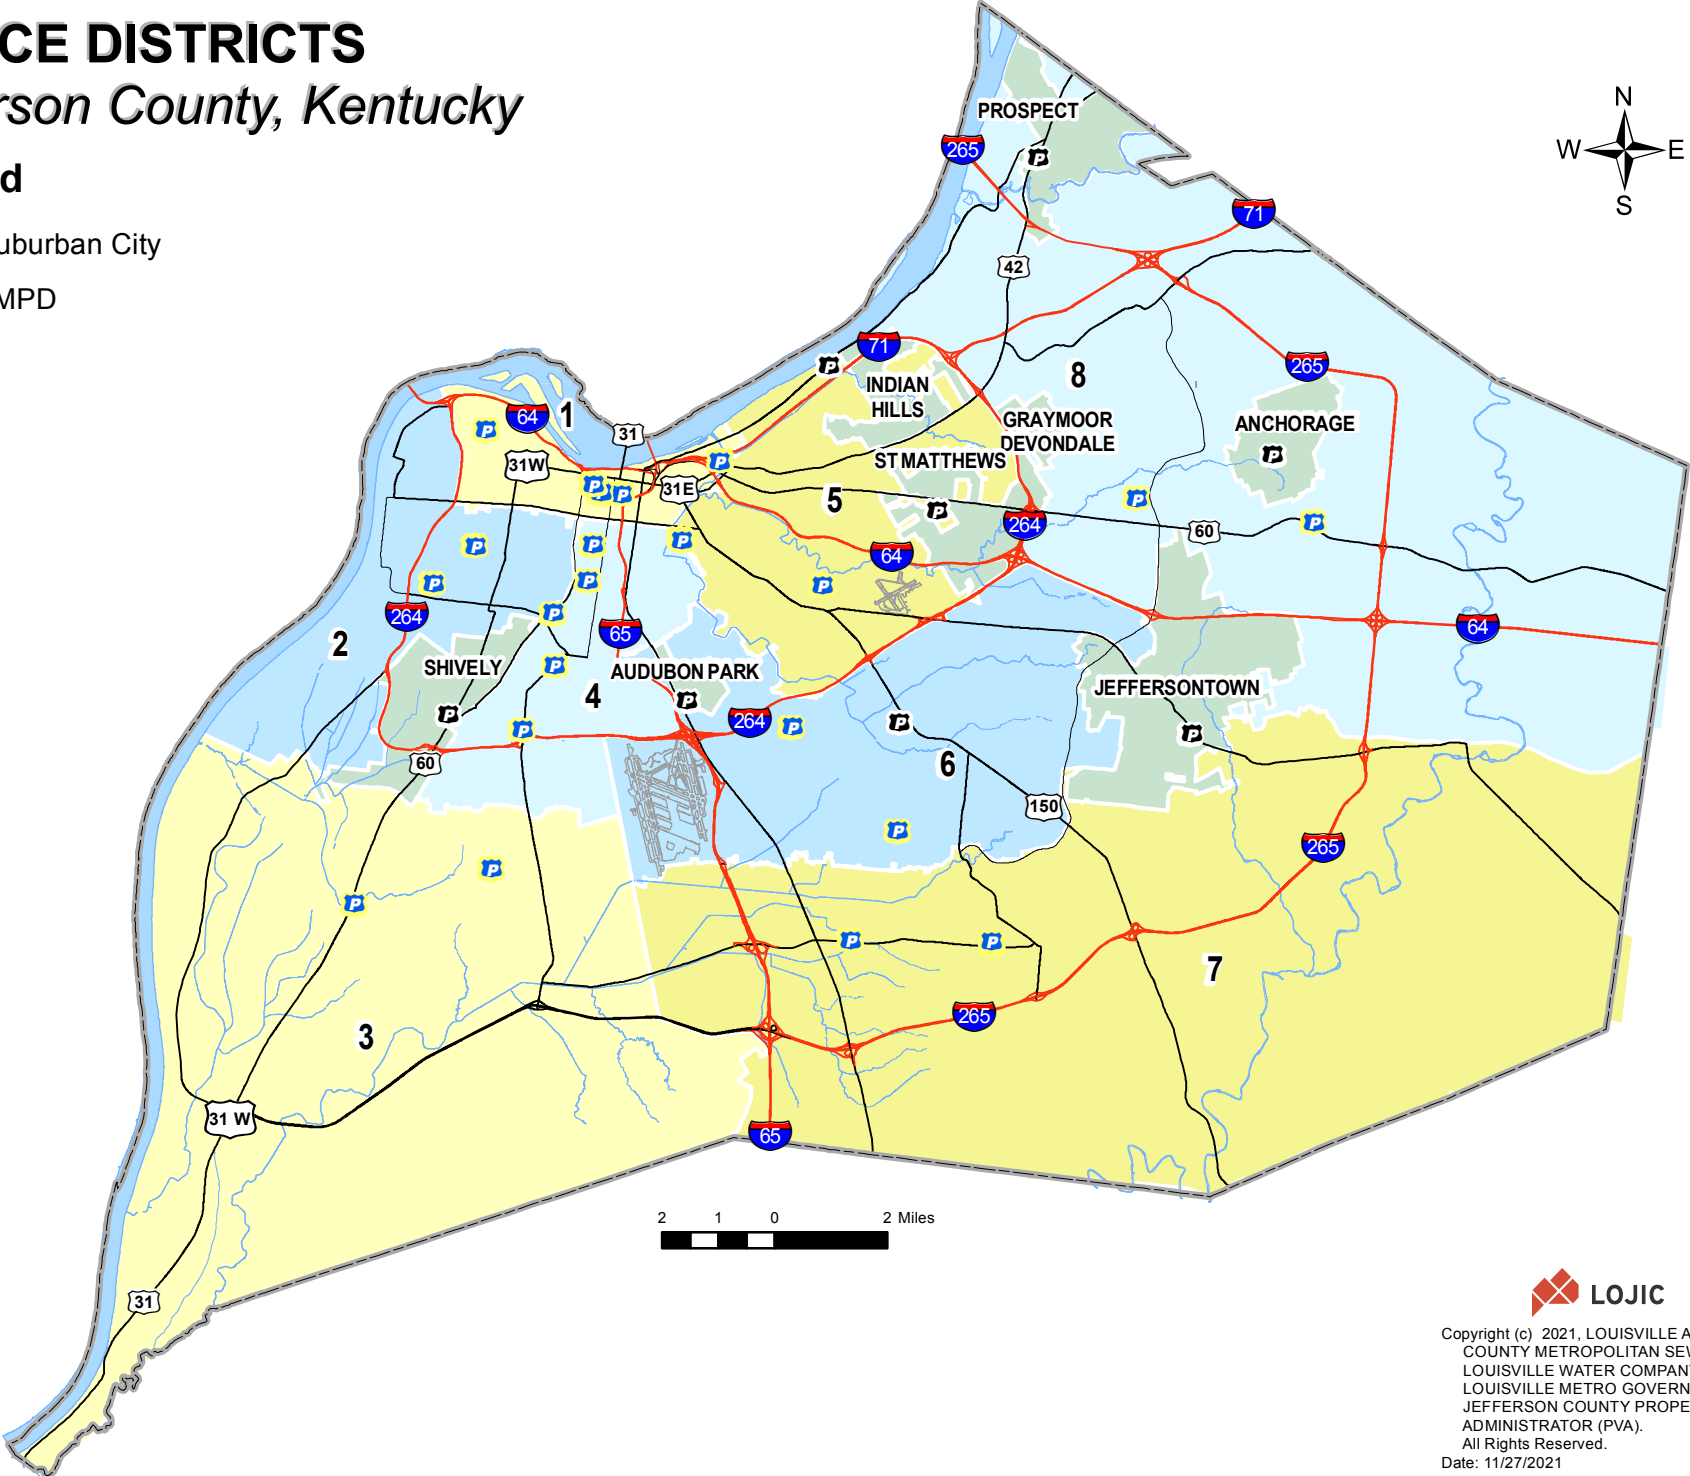 CE DISTRICTS
rson County, Kentucky
d
uburban City
MPD
N
W E
S
PROSPECT
265
71
42
71
INDIAN
HILLS
8
265
GRAYMOOR
DEVONDALE
ANCHORAGE
64
1
31
31W
ST MATTHEWS
31E
5
264
60
64
264
2
65
64
SHIVELY
4
AUDUBON PARK
JEFFERSONTOWN
264
60
6
150
265
7
265
3
31 W
65
2 1 0 2 Miles
31
LOJIC
Copyright (c) 2021, LOUISVILLE A
COUNTY METROPOLITAN SEW
LOUISVILLE WATER COMPANY
LOUISVILLE METRO GOVERN
JEFFERSON COUNTY PROPE
ADMINISTRATOR (PVA).
All Rights Reserved.
Date: 11/27/2021